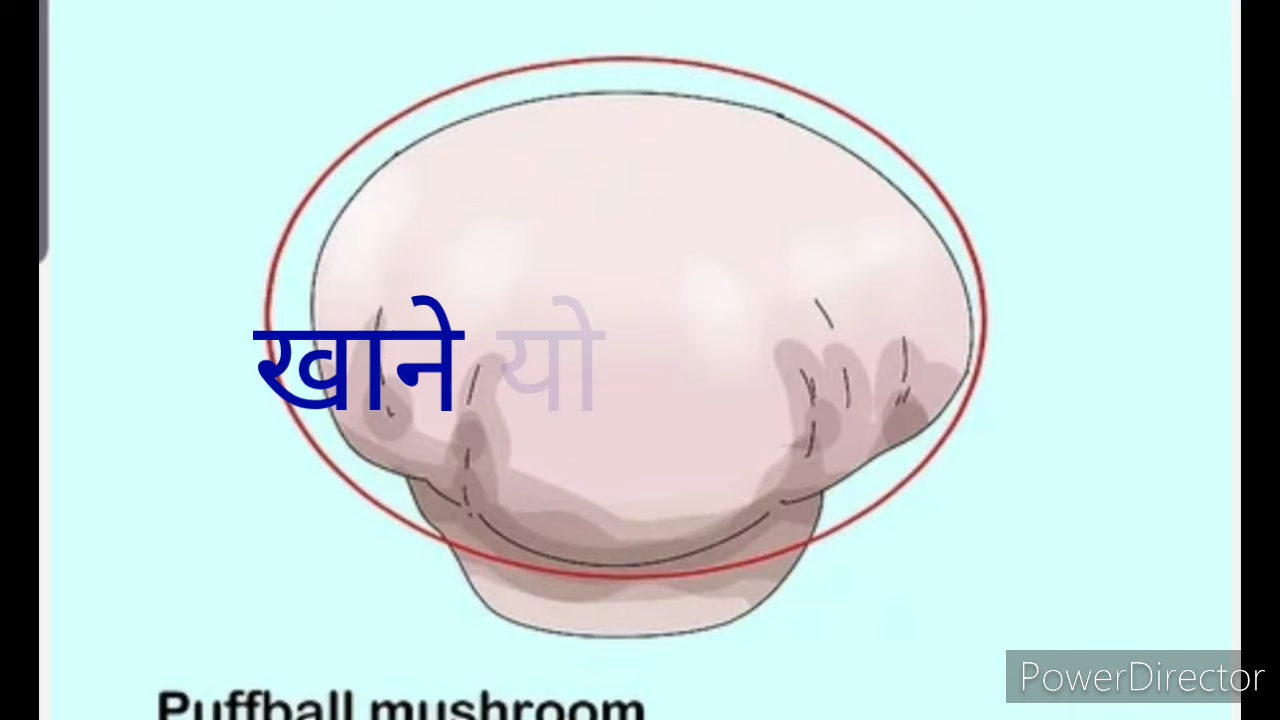 खाने यो
Puffball mushroom
PowerDirector